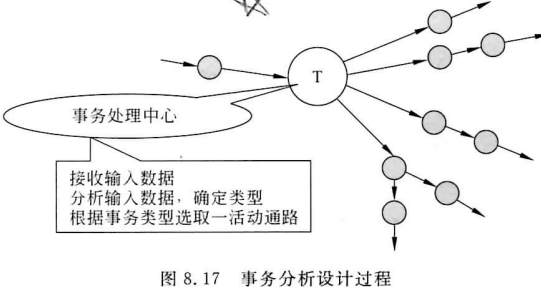 T
事务处理中心
接收输入数据
分析输入数据，确定类型
根据事务类型选取一活动通路
图 8.17 事务分析设计过程